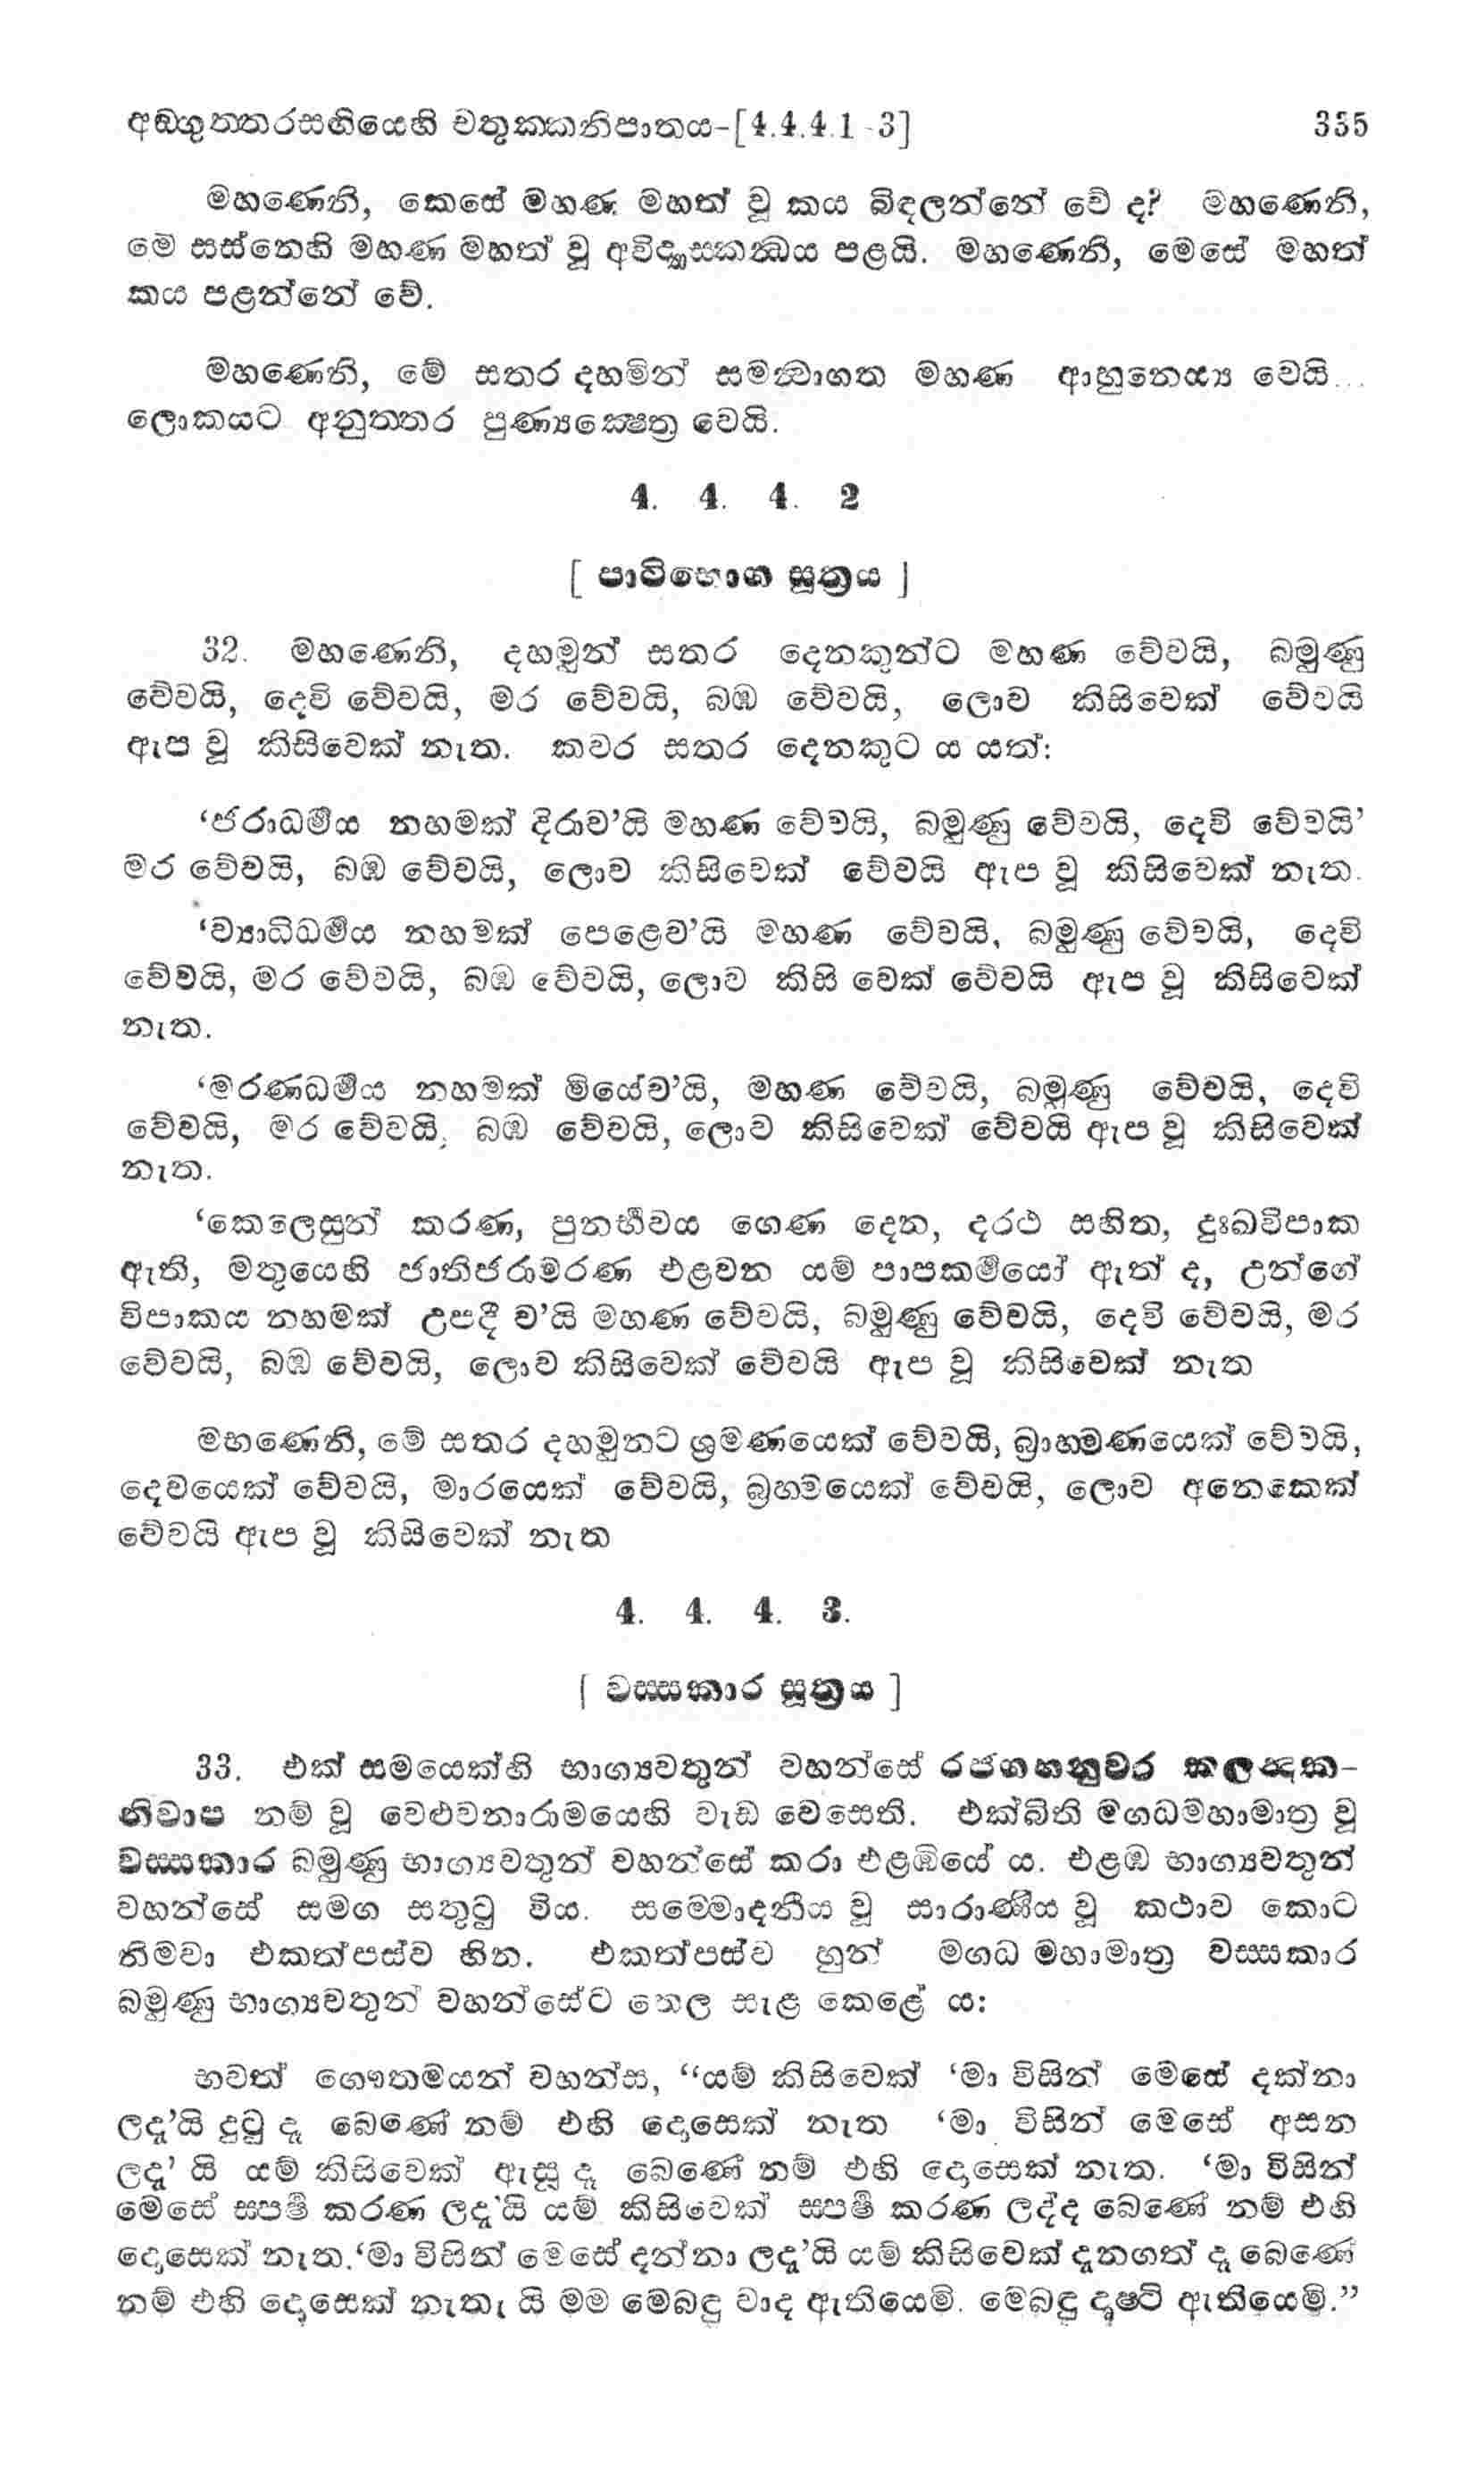 අඞ්ගුත්තරසඟියෙහි චතුක්කනිපාතය-[4.4.4.1-3] 335
මහණෙනි, කෙසේ මහණ මහත් වූ කය බිඳලන්නේ වේ ද? මහණෙනි,
මේ සස්නෙහි මහණ මහත් වූ අවිද්‍යාස්කන්‍ධය පළයි. මහණෙනි, මෙසේ මහත්
කය පළන්නේ වේ.
මහණෙනි, මේ සතර දහමින් සමන්‍වාගත මහණ ආහුනෙය්‍ය වෙයි...
ලොකයට අනුත්තර පුණ්‍යක්‍ෂෙත්‍ර වෙයි.
4. 4. 4. 2
[ පාටිභොග සූත්‍රය ]
32. මහණෙනි, දහමුන් සතර දෙනකුන්ට මහණ වේවයි, බමුණු
වේවයි, දෙවි වේවයි, මර වේවයි, බඹ වේවයි, ලොව කිසිවෙක් වේවයි
ඇප වූ කිසිවෙක් නැත. කවර සතර දෙනකුට ය යත්:
‘ජරාධර්‍මය නහමක් දිරාව’යි මහණ වේවයි, බමුණු වේවයි, දෙවි වේවයි’
මර වේවයි, බඹ වේවයි, ලොව කිසිවෙක් වේවයි ඇප වූ කිසිවෙක් නැත.
‘ව්‍යාධිධර්‍මය නහමක් පෙළෙව’යි මහණ වේවයි, බමුණු වේවයි, දෙවි
වේවයි, මර වේවයි, බඹ වේවයි, ලොව කිසි වෙක් වේවයි ඇප වූ කිසිවෙක්
නැත.
‘මරණධර්‍මය නහමක් මියේව’යි, මහණ වේවයි, බමුණු වේවයි, දෙවි
වේවයි, මර වේවයි, බඹ වේවයි, ලොව කිසිවෙක් වේවයි ඇප වූ කිසිවෙක්
නැත.
‘කෙලෙසුන් කරණ, පුනර්‍භවය ගෙණ දෙන, දරථ සහිත, දුඃඛවිපාක
ඇති, මතුයෙහි ජාතිජරාමරණ එළවන යම් පාපකර්‍මයෝ ඇත් ද, උන්ගේ
විපාකය නහමක් උපදී ව’යි මහණ වේවයි, බමුණු වේවයි, දෙවි වේවයි, මර
වේවයි, බඹ වේවයි, ලොව කිසිවෙක් වේවයි ඇප වූ කිසිවෙක් නැත
මහණෙනි, මේ සතර දහමුනට ශ්‍රමණයෙක් වේවයි, බ්‍රාහ්මණයෙක් වේවයි,
දෙවයෙක් වේවයි, මාරයෙක් වේවයි, බ්‍රහ්මයෙක් වේවයි, ලොව අනෙකෙක්
වේවයි ඇප වූ කිසිවෙක් නැත
4. 4. 4. 3.
[ වස්සකාර සූත්‍රය ]
33. එක් සමයෙක්හි භාග්‍යවතුන් වහන්සේ රජගහනුවර කලන්‍දක-
නිවාප නම් වූ වෙළුවනාරාමයෙහි වැඩ වෙසෙති. එක්බිති මගධමහාමාත්‍ර වූ
වස්සකාර බමුණු භාග්‍යවතුන් වහන්සේ කරා එළඹියේ ය. එළඹ භාග්‍යවතුන්
වහන්සේ සමග සතුටු විය. සම්මොදනීය වූ සාරාණීය වූ කථාව කොට
නිමවා එකත්පස්ව හින. එකත්පස්ව හුන් මගධ මහාමාත්‍ර වස්සකාර
බමුණු භාග්‍යවතුන් වහන්සේට තෙල සැළ කෙළේ ය:
භවත් ගෞතමයන් වහන්ස, “යම් කිසිවෙක් ‘මා විසින් මෙසේ දක්නා
ලදැ’යි දුටු දෑ බෙණේ නම් එහි දොසෙක් නැත ‘මා විසින් මෙසේ අසන
ලදැ’ යි යම් කිසිවෙක් ඇසූ දෑ බෙණේ නම් එහි දොසෙක් නැත. ‘මා විසින්
මෙසේ ස්පර්‍ෂ කරණ ලදැ’යි යම් කිසිවෙක් ස්පර්‍ෂ කරණ ලද්ද බෙණේ නම් එහි
දොසෙක් නැත.‘මා විසින් මෙසේ දන්නා ලදැ’යි යම් කිසිවෙක් දැනගත් දෑ බෙණේ
නම් එහි දොසෙක් නැතැ යි මම මෙබඳු වාද ඇතියෙමි. මෙබඳු දෘෂ්ටි ඇතියෙමි.”